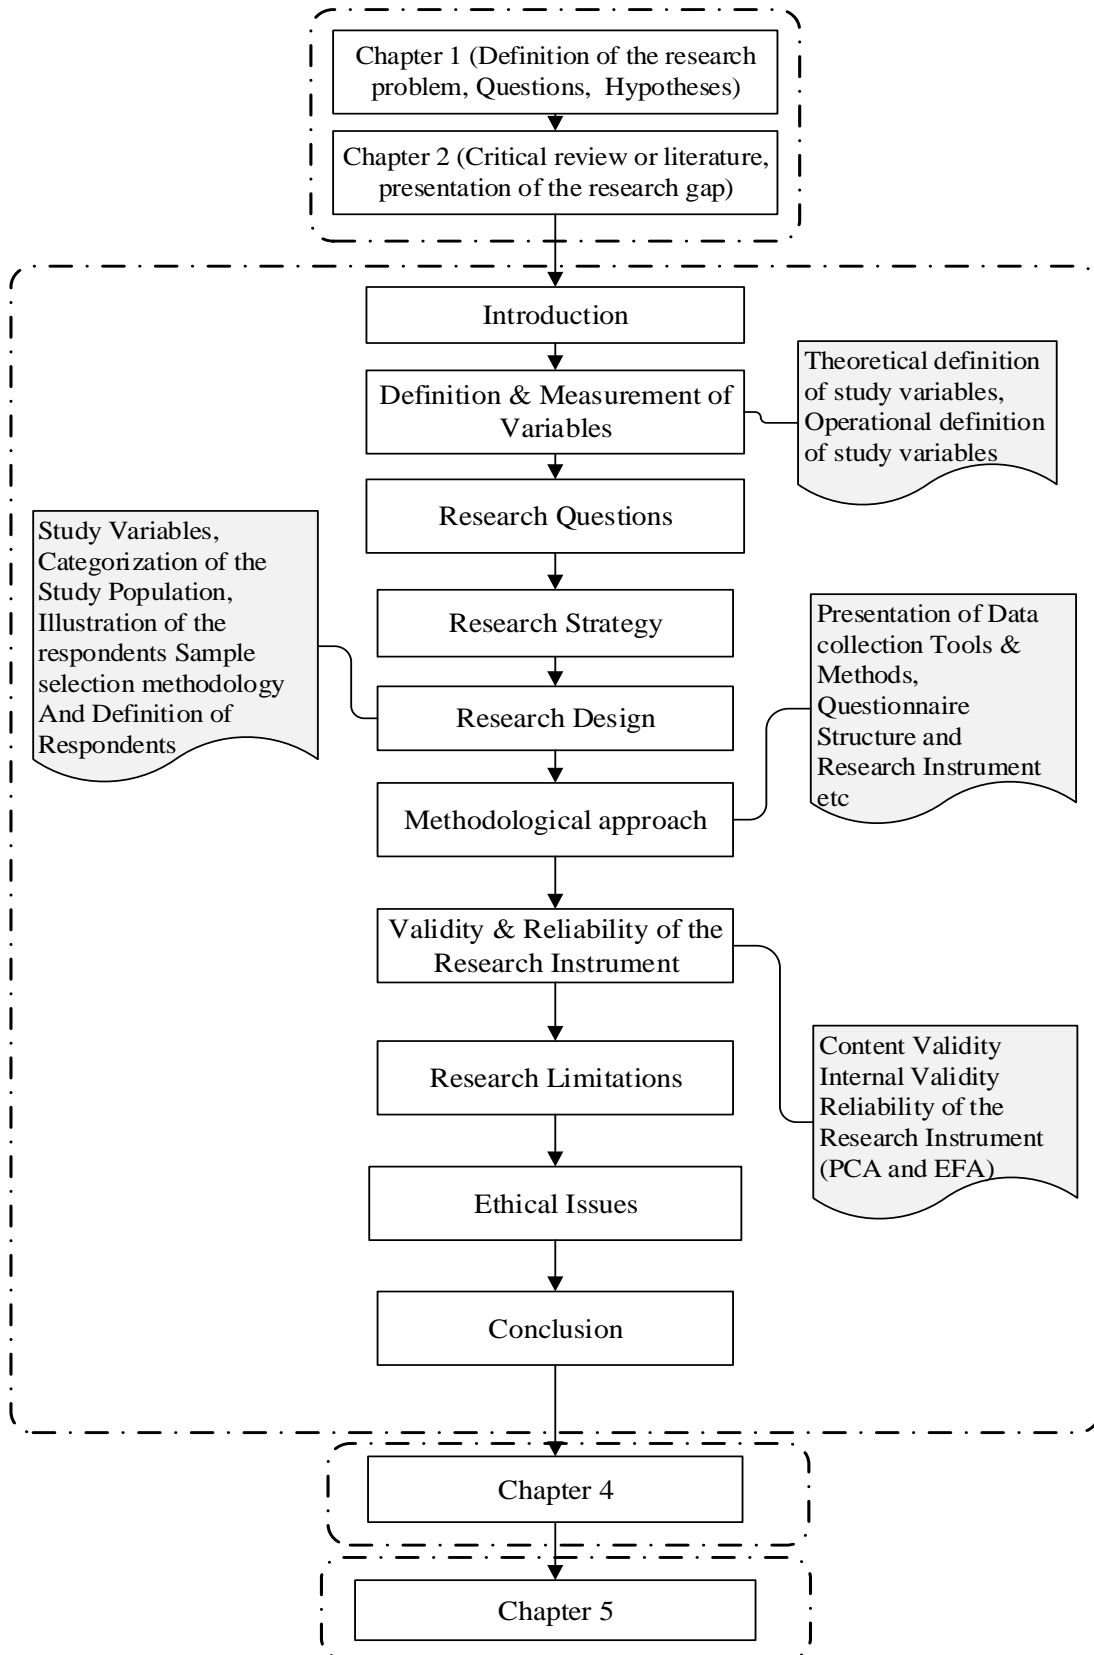 Chapter 1 (Definition of the research
problem, Questions, Hypotheses)
Chapter 2 (Critical review or literature,
presentation of the research gap)
Introduction
Definition & Measurement of
Variables
Theoretical definition
of study variables,
Operational definition
of study variables
Research Questions
Study Variables,
Categorization of the
Study Population,
Illustration of the
respondents Sample
selection methodology
And Definition of
Respondents
Research Strategy
Research Design
Presentation of Data
collection Tools &
Methods,
Questionnaire
Structure and
Research Instrument
etc
Methodological approach
Validity & Reliability of the
Research Instrument
Content Validity
Internal Validity
Reliability of the
Research Instrument
(PCA and EFA)
Research Limitations
Ethical Issues
Conclusion
Chapter 4
Chapter 5